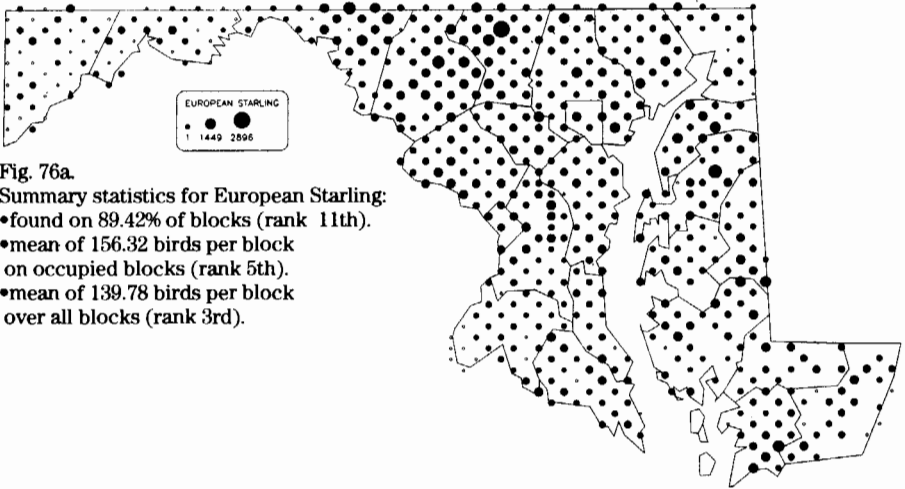 EUROPEAN STARLING
1 1449 2896
Fig. 76a.
Summary statistics for European Starling:
•found on 89.42% of blocks (rank 11th).
•mean of 156.32 birds per block
on occupied blocks (rank 5th).
•mean of 139.78 birds per block
over all blocks (rank 3rd).